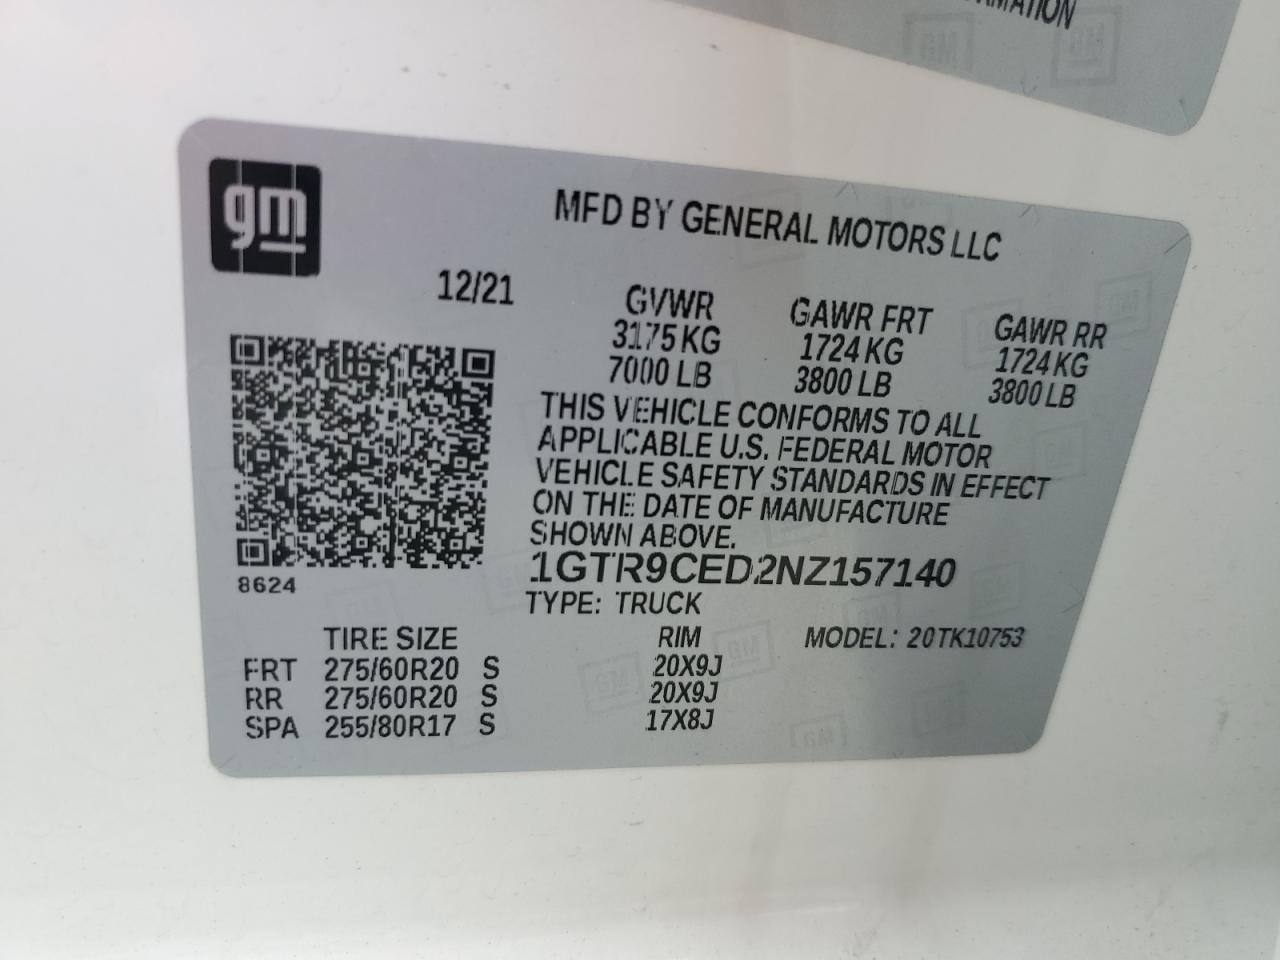 RMATION
gm
MFD BY GENERAL MOTORS LLC
12/21
GVWR GAWR FRT GAWR RR
3175 KG 1724 KG 1724 KG
7000 LB 3800 LB 3800 LB
THIS VEHICLE CONFORMS TO ALL
APPLICABLE U.S. FEDERAL MOTOR
VEHICLE SAFETY STANDARDS IN EFFECT
ON THE DATE OF MANUFACTURE
SHOWN ABOVE.
8624
1GTR9CED2NZ157140
TYPE: TRUCK
TIRE SIZE RIM MODEL: 20TK10753
FRT 275/60R20 S 20X9J
RR 275/60R20 S 20X9J
SPA 255/80R17 S 17X8J